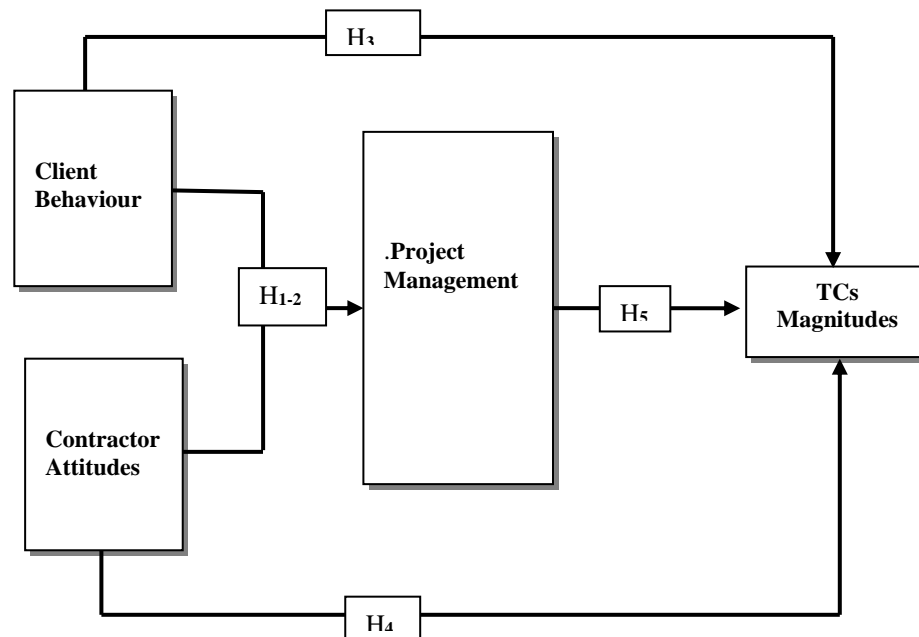 H3
Client
Behaviour
.Project
Management
H1-2
TCs
Magnitudes
H5
Contractor
Attitudes
H4